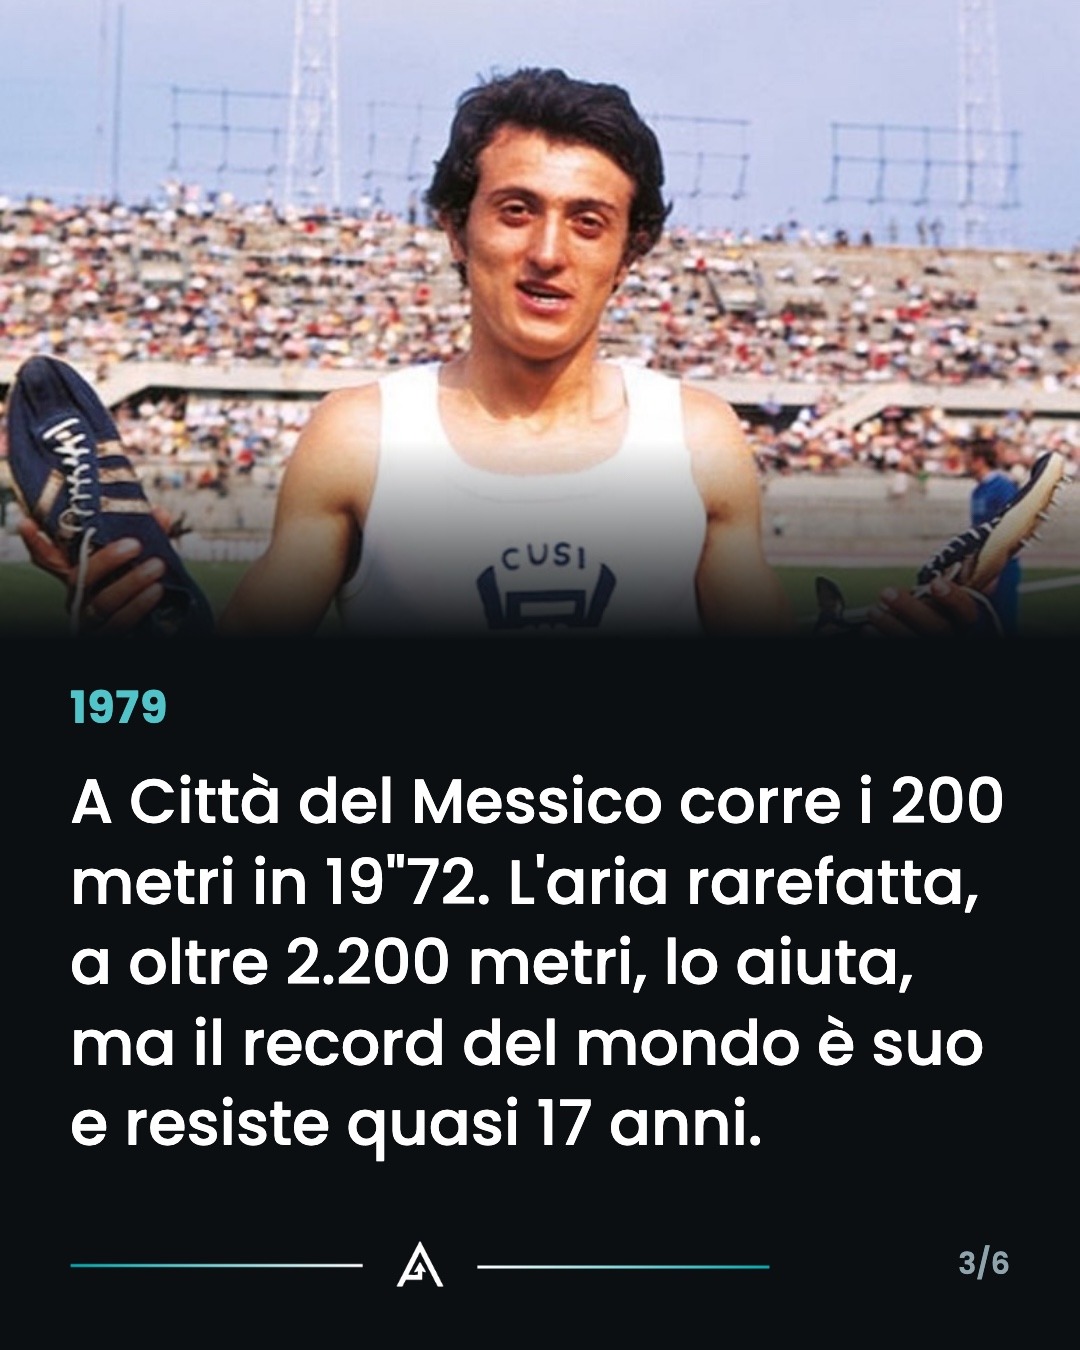 CUSI
1979
A Città del Messico corre i 200
metri in 19"72. L'aria rarefatta,
a oltre 2.200 metri, lo aiuta,
ma il record del mondo è suo
e resiste quasi 17 anni.
3/6